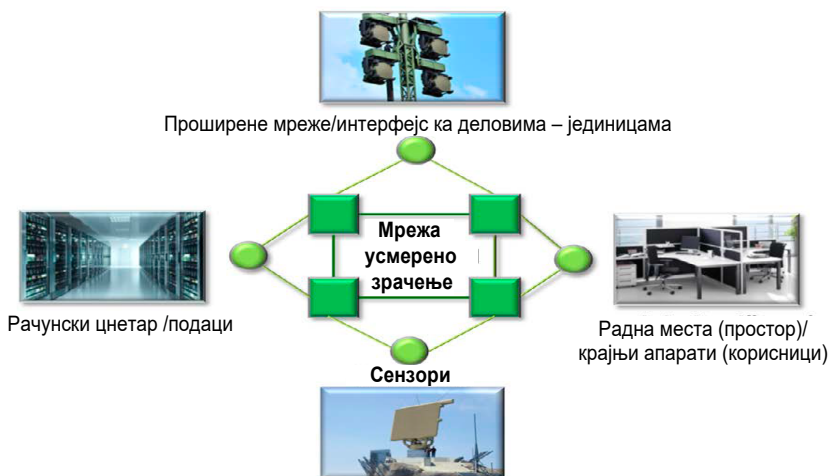 Проширене мреже/интерфејс ка деловима – јединицама
Мрежа
усмерено
зрачење
Рачунски цнетар /подаци
Радна места (простор)/
крајњи апарати (корисници)
Сензори